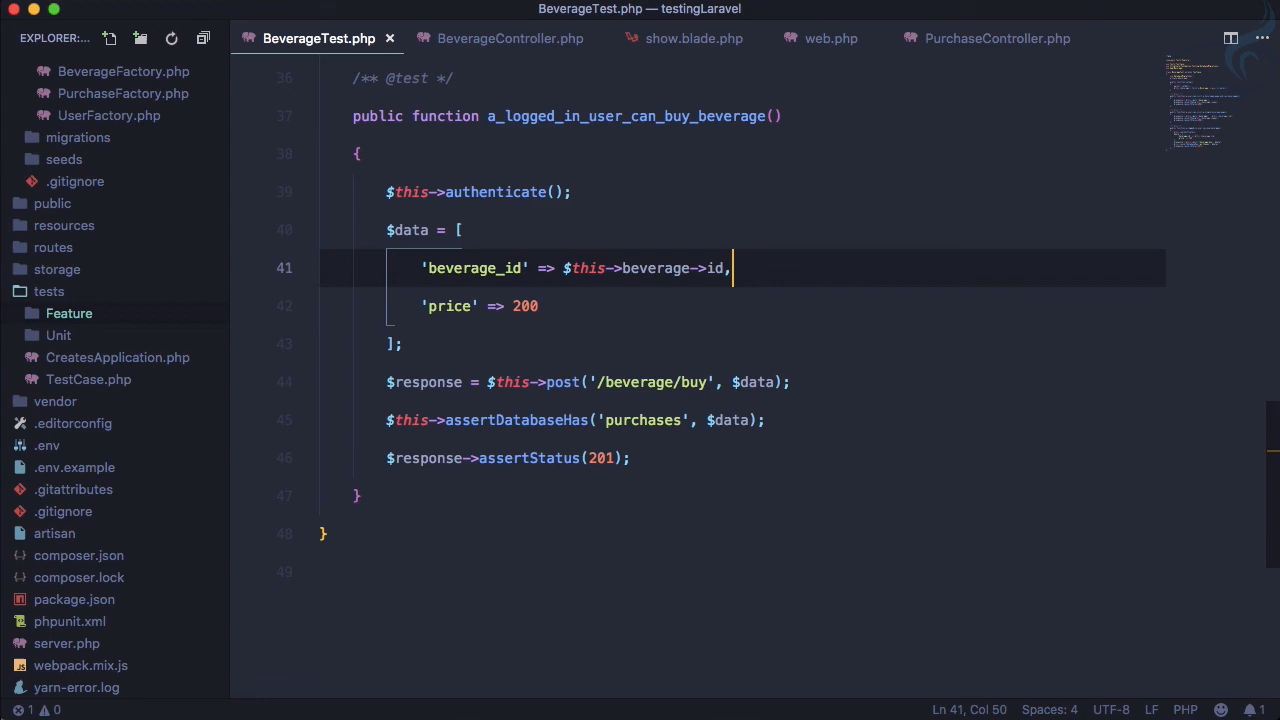 BeverageTest.php — testingLaravel
EXPLORER:...
BeverageTest.php
BeverageController.php
show.blade.php
web.php
PurchaseController.php
BeverageFactory.php
PurchaseFactory.php
UserFactory.php
migrations
seeds
.gitignore
public
resources
routes
storage
tests
Feature
Unit
CreatesApplication.php
TestCase.php
vendor
.editorconfig
.env
.env.example
.gitattributes
.gitignore
artisan
composer.json
composer.lock
package.json
phpunit.xml
server.php
webpack.mix.js
yarn-error.log
36 /** @test */
37 public function a_logged_in_user_can_buy_beverage()
38 {
39 $this->authenticate();
40 $data = [
41 'beverage_id' => $this->beverage->id,
42 'price' => 200
43 ];
44 $response = $this->post('/beverage/buy', $data);
45 $this->assertDatabaseHas('purchases', $data);
46 $response->assertStatus(201);
47 }
48 }
49
1 0 Ln 41, Col 50 Spaces: 4 UTF-8 LF PHP 1